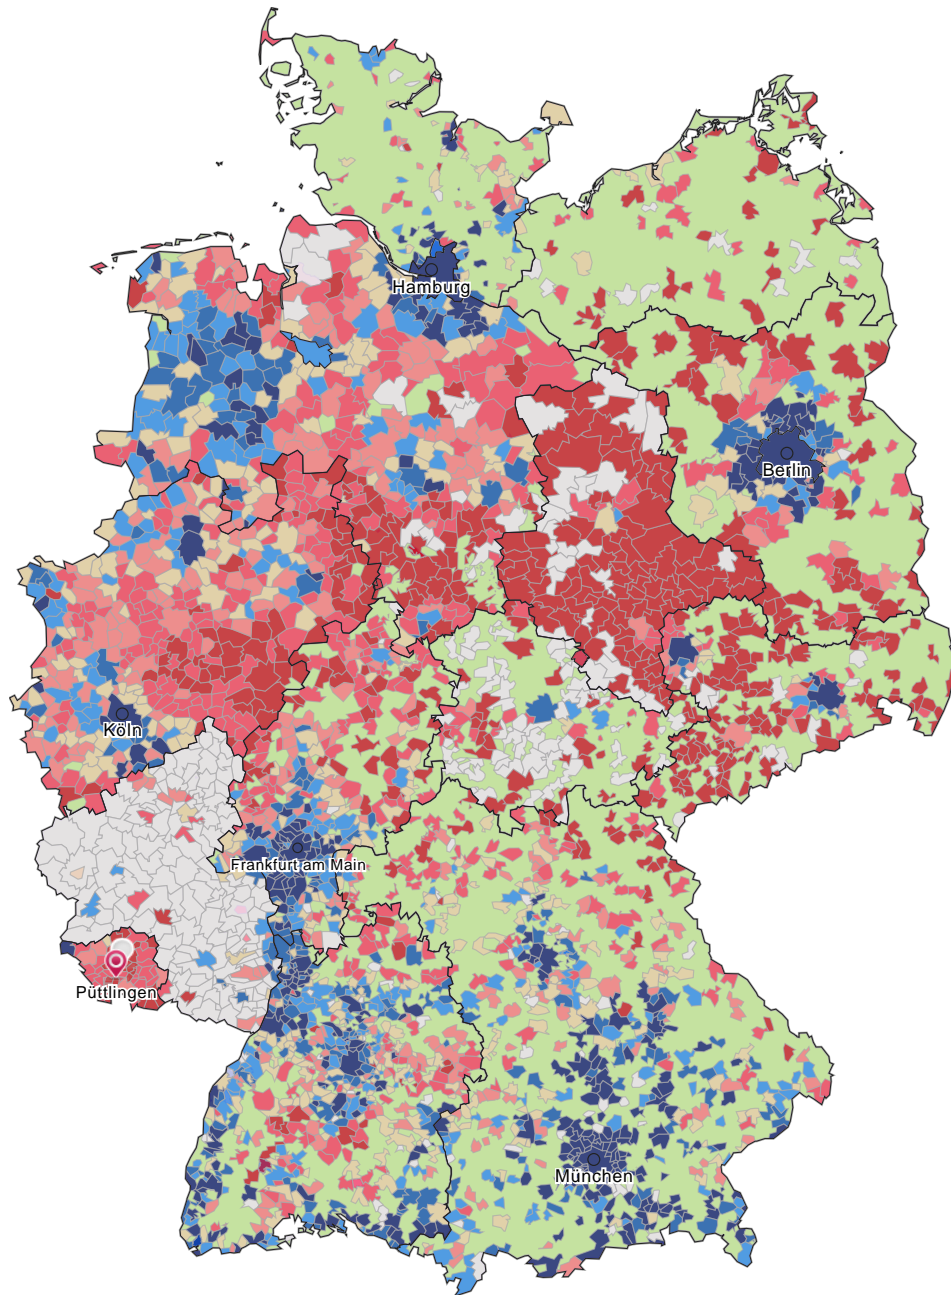 Hamburg
Berlin
Köln
Frankfurt am Main
Püttlingen
München